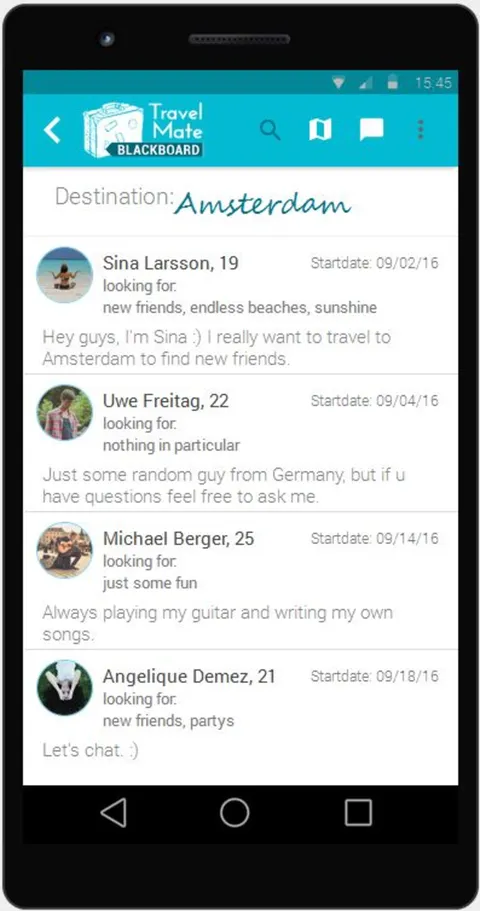 15:45
Travel
Mate
BLACKBOARD
Destination: Amsterdam
Sina Larsson, 19 Startdate: 09/02/16
looking for:
new friends, endless beaches, sunshine
Hey guys, I'm Sina :) I really want to travel to
Amsterdam to find new friends.
Uwe Freitag, 22 Startdate: 09/04/16
looking for:
nothing in particular
Just some random guy from Germany, but if u
have questions feel free to ask me.
Michael Berger, 25 Startdate: 09/14/16
looking for:
just some fun
Always playing my guitar and writing my own
songs.
Angelique Demez, 21 Startdate: 09/18/16
looking for:
new friends, partys
Let's chat. :)